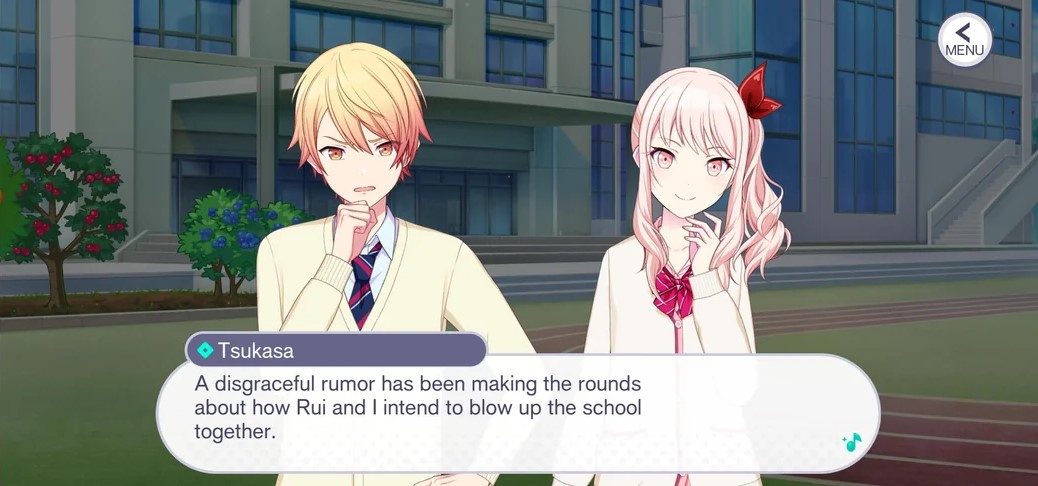 MENU
Tsukasa
A disgraceful rumor has been making the rounds
about how Rui and I intend to blow up the school
together.